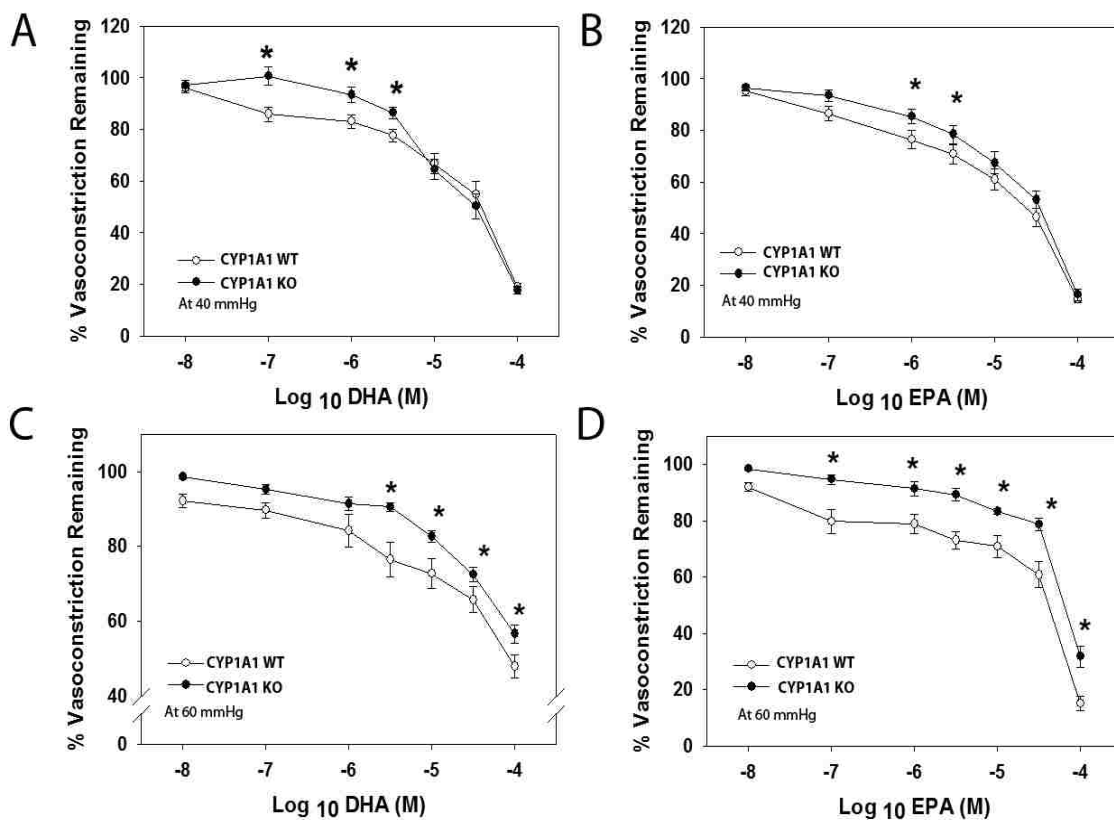 A
% Vasoconstriction Remaining
120
100
80
60
40
20
0
* * *
CYP1A1 WT
CYP1A1 KO
At 40 mmHg
-8 -7 -6 -5 -4
Log 10 DHA (M)
B
% Vasoconstriction Remaining
120
100
80
60
40
20
0
* *
CYP1A1 WT
CYP1A1 KO
At 40 mmHg
-8 -7 -6 -5 -4
Log 10 EPA (M)
C
% Vasoconstriction Remaining
100
80
60
40
0
* * * *
CYP1A1 WT
CYP1A1 KO
At 60 mmHg
-8 -7 -6 -5 -4
Log 10 DHA (M)
D
% Vasoconstriction Remaining
100
80
60
40
20
0
* * * * * *
CYP1A1 WT
CYP1A1 KO
At 60 mmHg
-8 -7 -6 -5 -4
Log 10 EPA (M)